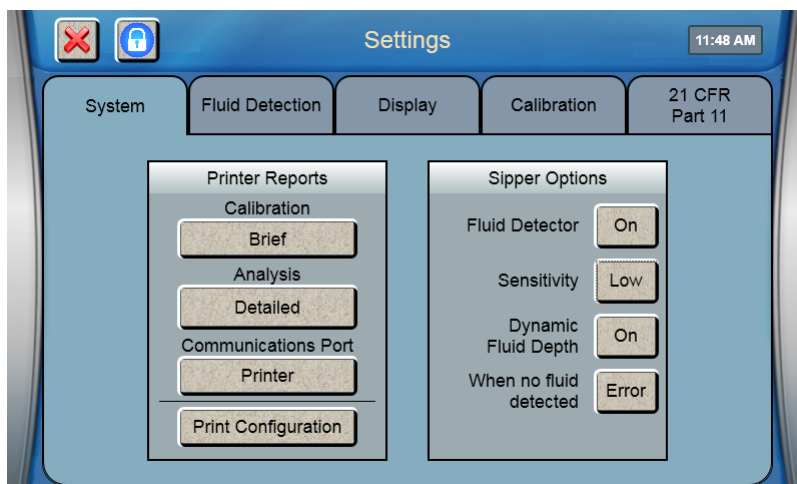 Settings
11:48 AM
System
Fluid Detection
Display
Calibration
21 CFR
Part 11
Printer Reports
Calibration
Brief
Analysis
Detailed
Communications Port
Printer
Print Configuration
Sipper Options
Fluid Detector
On
Sensitivity
Low
Dynamic
Fluid Depth
On
When no fluid
detected
Error